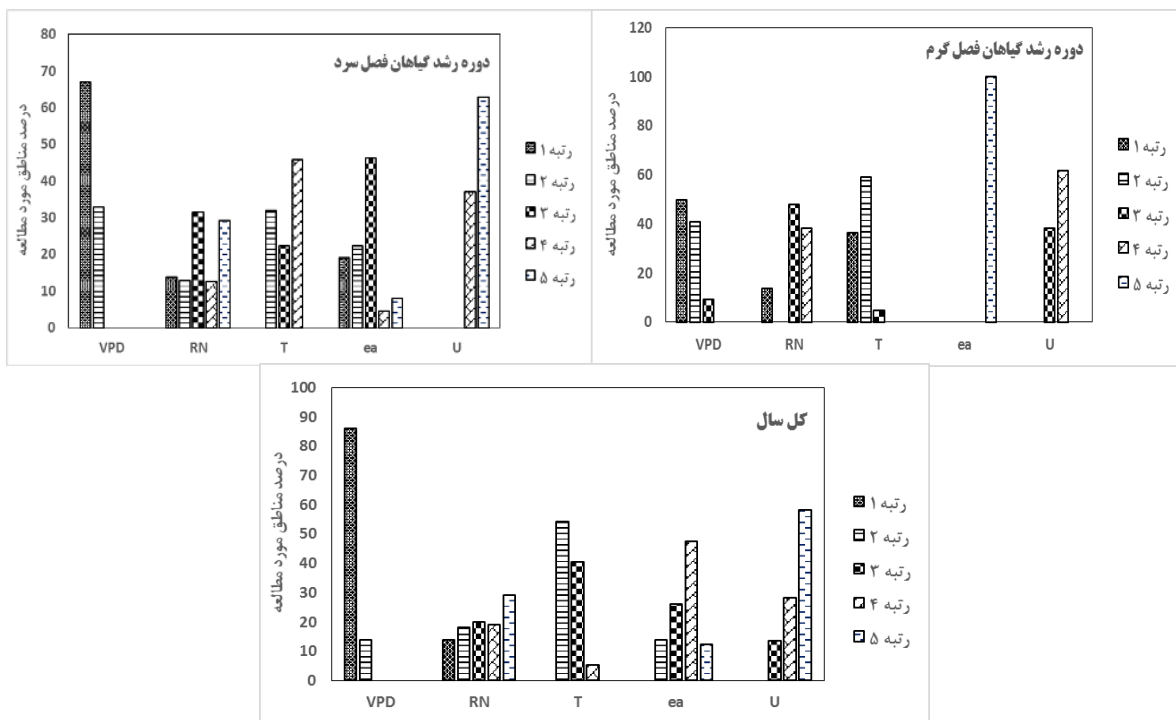 دوره رشد گیاهان فصل سرد
درصد مناطق مورد مطالعه
80
70
60
50
40
30
20
10
0
VPD RN T ea U
رتبه ۱
رتبه ۲
رتبه ۳
رتبه ۴
رتبه ۵
دوره رشد گیاهان فصل گرم
درصد مناطق مورد مطالعه
120
100
80
60
40
20
0
VPD RN T ea U
رتبه ۱
رتبه ۲
رتبه ۳
رتبه ۴
رتبه ۵
کل سال
درصد مناطق مورد مطالعه
100
90
80
70
60
50
40
30
20
10
0
VPD RN T ea U
رتبه ۱
رتبه ۲
رتبه ۳
رتبه ۴
رتبه ۵